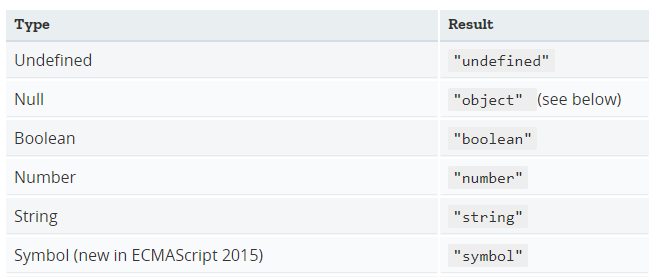 Type Result
Undefined "undefined"
Null "object" (see below)
Boolean "boolean"
Number "number"
String "string"
Symbol (new in ECMAScript 2015) "symbol"